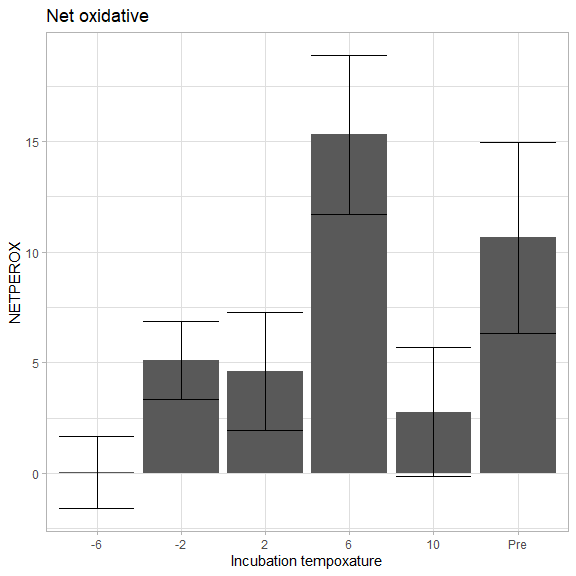 Net oxidative
NETPEROX
15
10
5
0
-6 -2 2 6 10 Pre
Incubation tempoxature